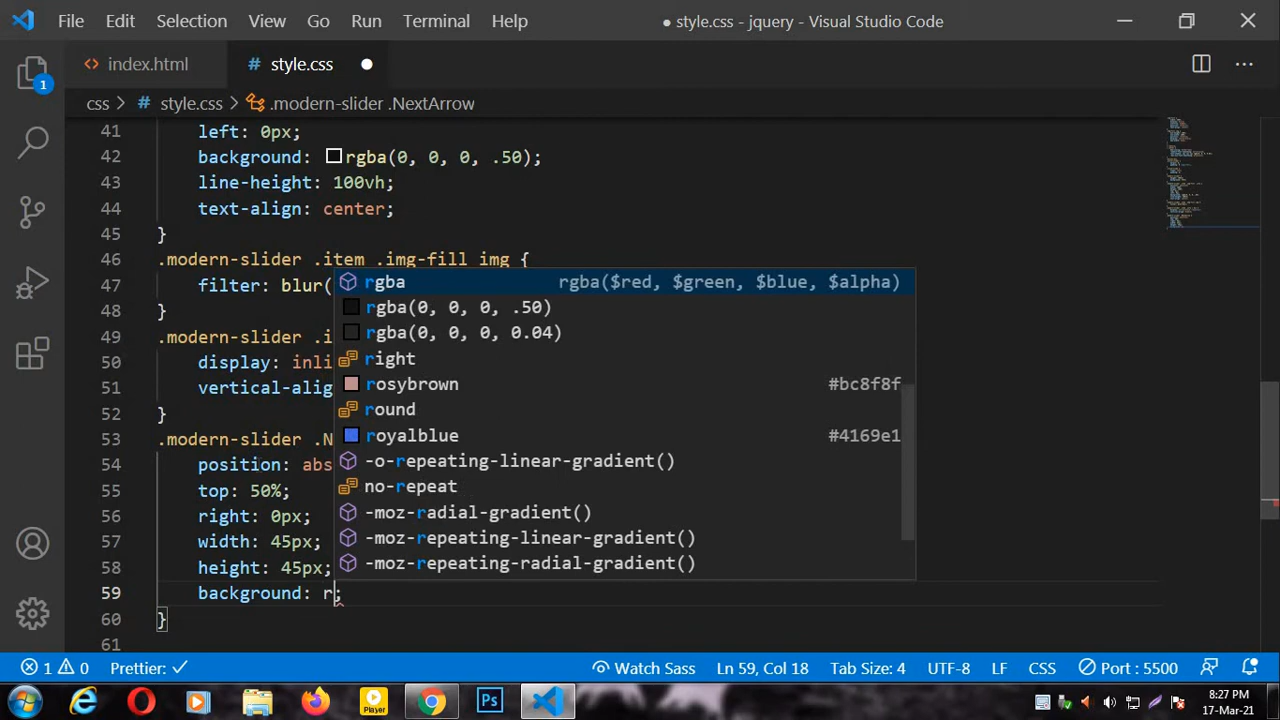 File Edit Selection View Go Run Terminal Help ● style.css - jquery - Visual Studio Code
<> index.html # style.css ●
css > # style.css > .modern-slider .NextArrow
1
41 left: 0px;
42 background: rgba(0, 0, 0, .50);
43 line-height: 100vh;
44 text-align: center;
45 }
46 .modern-slider .item .img-fill img {
47 filter: blur(
48 }
49 .modern-slider .i
50 display: inli
51 vertical-alig
52 }
53 .modern-slider .N
54 position: abs
55 top: 50%;
56 right: 0px;
57 width: 45px;
58 height: 45px;
59 background: r;
60 }
61
rgba rgba($red, $green, $blue, $alpha)
rgba(0, 0, 0, .50)
rgba(0, 0, 0, 0.04)
right
rosybrown #bc8f8f
round
royalblue #4169e1
-o-repeating-linear-gradient()
no-repeat
-moz-radial-gradient()
-moz-repeating-linear-gradient()
-moz-repeating-radial-gradient()
1 0 Prettier: ✓ Watch Sass Ln 59, Col 18 Tab Size: 4 UTF-8 LF CSS Port : 5500
Player Ps 8:27 PM
17-Mar-21